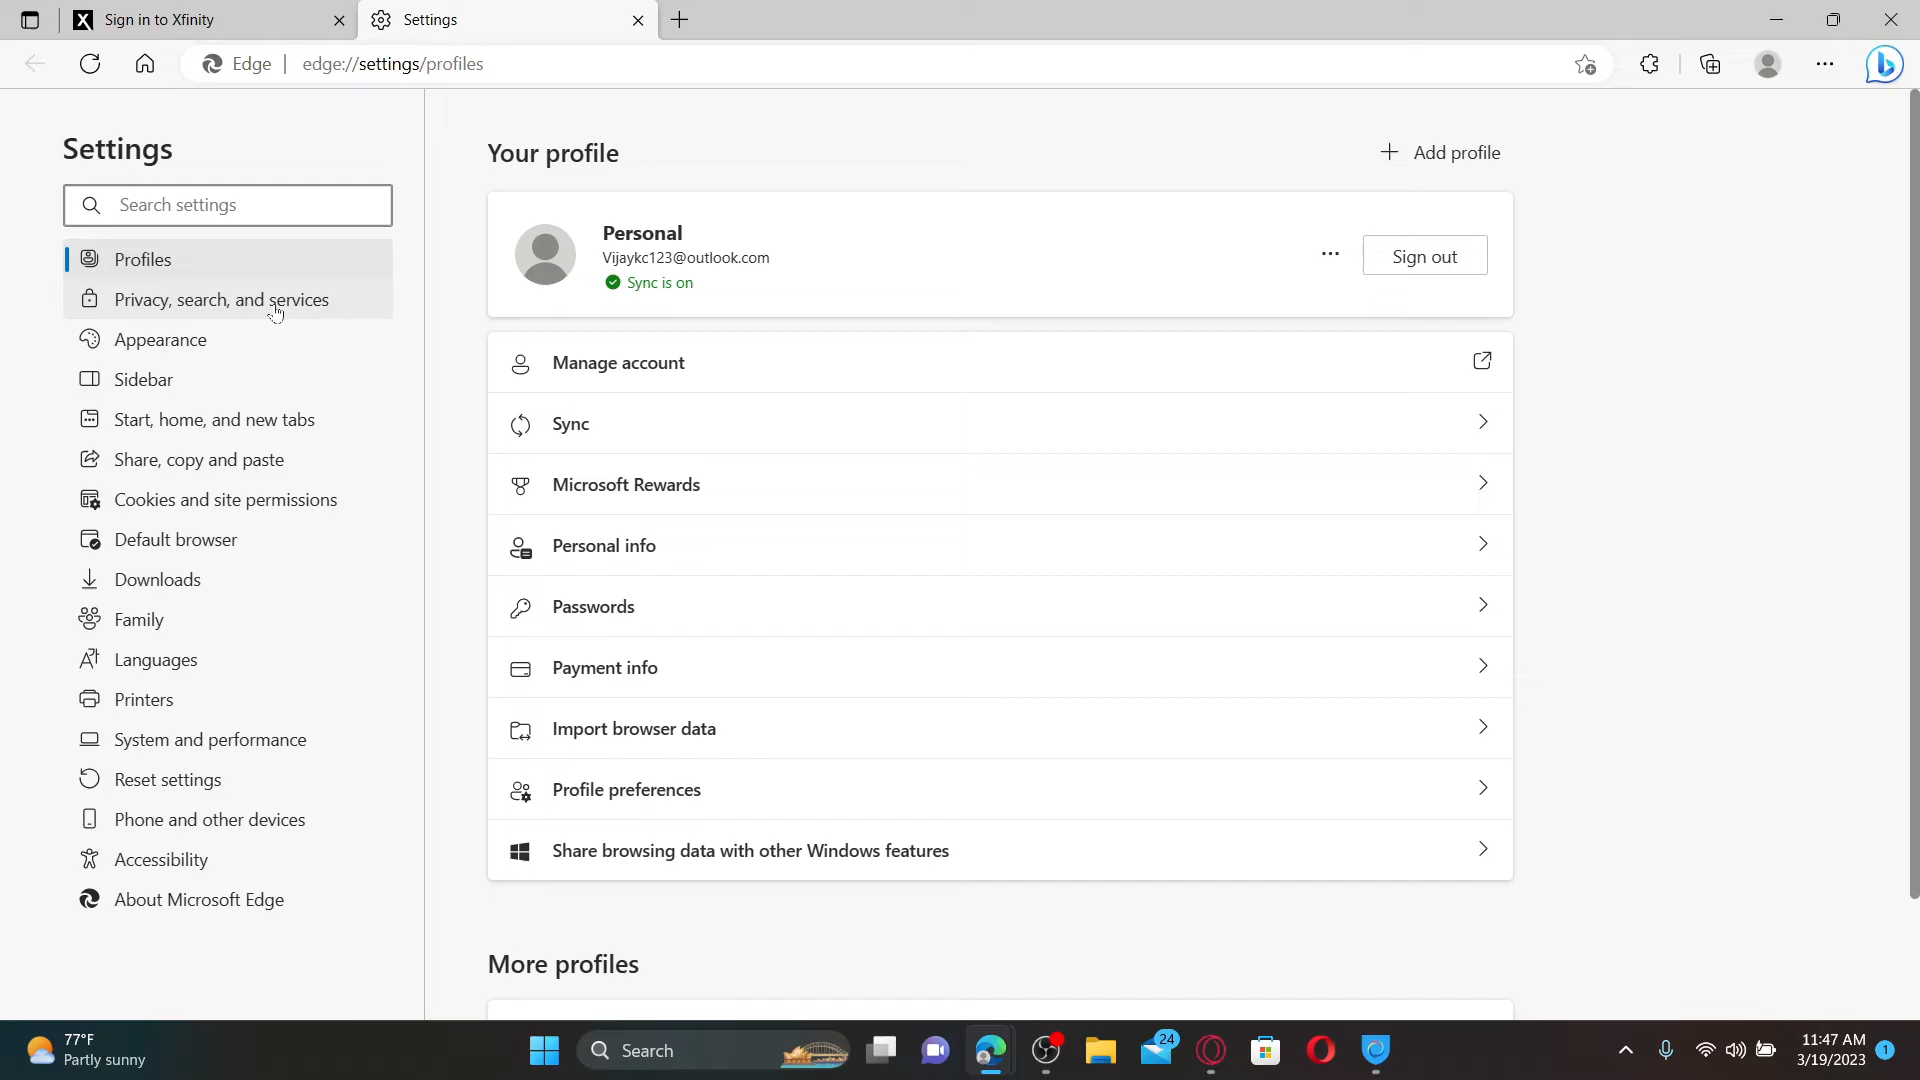 Sign in to Xfinity
Settings
Edge
edge://settings/profiles
Settings
Search settings
Profiles
Privacy, search, and services
Appearance
Sidebar
Start, home, and new tabs
Share, copy and paste
Cookies and site permissions
Default browser
Downloads
Family
Languages
Printers
System and performance
Reset settings
Phone and other devices
Accessibility
About Microsoft Edge
Your profile
Add profile
Personal
Vijaykc123@outlook.com
Sync is on
Sign out
Manage account
Sync
Microsoft Rewards
Personal info
Passwords
Payment info
Import browser data
Profile preferences
Share browsing data with other Windows features
More profiles
77°F
Partly sunny
Search
24
11:47 AM
3/19/2023
1